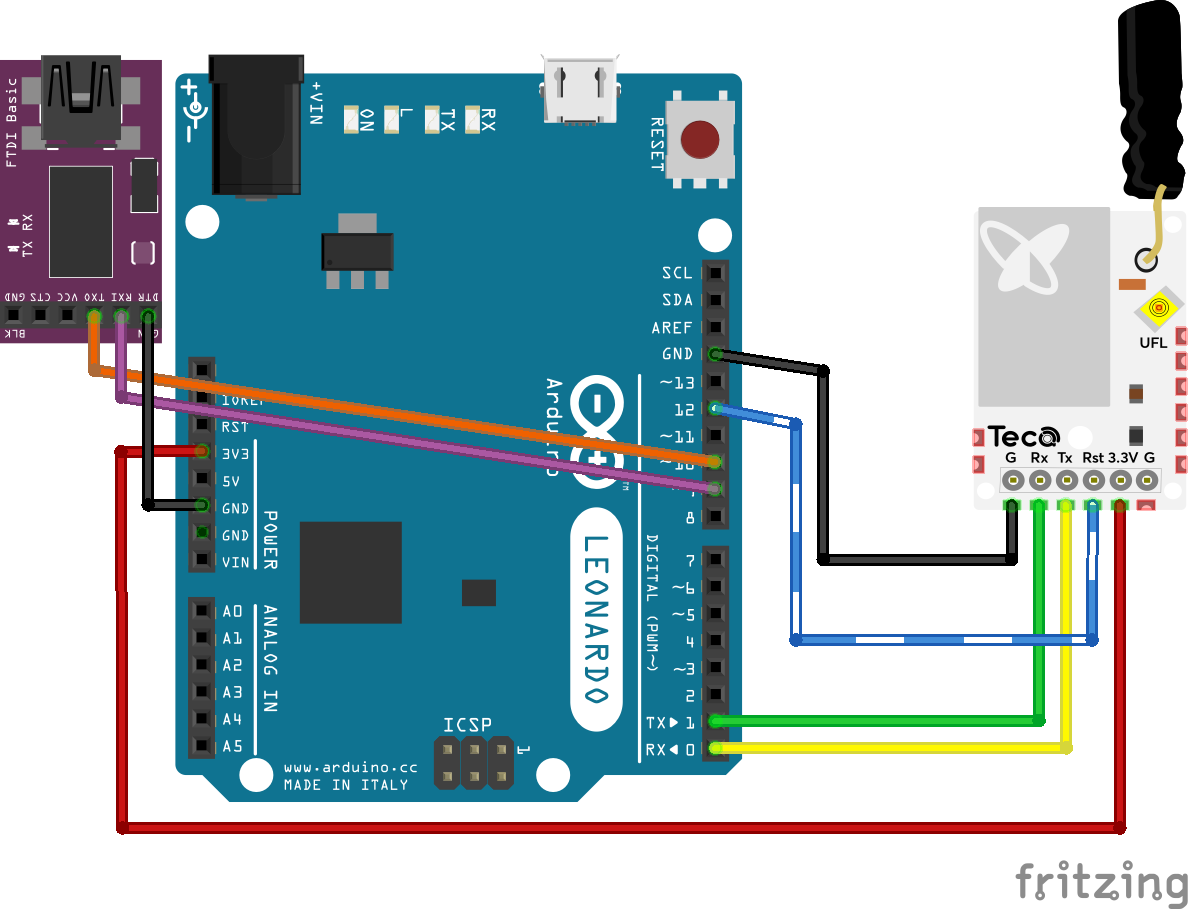 FTDI Basic
TX RX
GND
CTS
VCC
TXO
RXI
DTR
BLK
+
-
+VIN
ON
L
TX
RX
RESET
SCL
SDA
AREF
GND
~13
12
~11
8
IOREF
RST
3V3
5V
GND
GND
VIN
POWER
Arduino
TM
LEONARDO
DIGITAL (PWM~)
7
~6
~5
4
~3
2
TX▶ 1
RX◀ 0
A0
A1
A2
A3
A4
A5
ANALOG IN
ICSP
1
www.arduino.cc
MADE IN ITALY
UFL
Teca
G Rx Tx Rst 3.3V G
fritzing